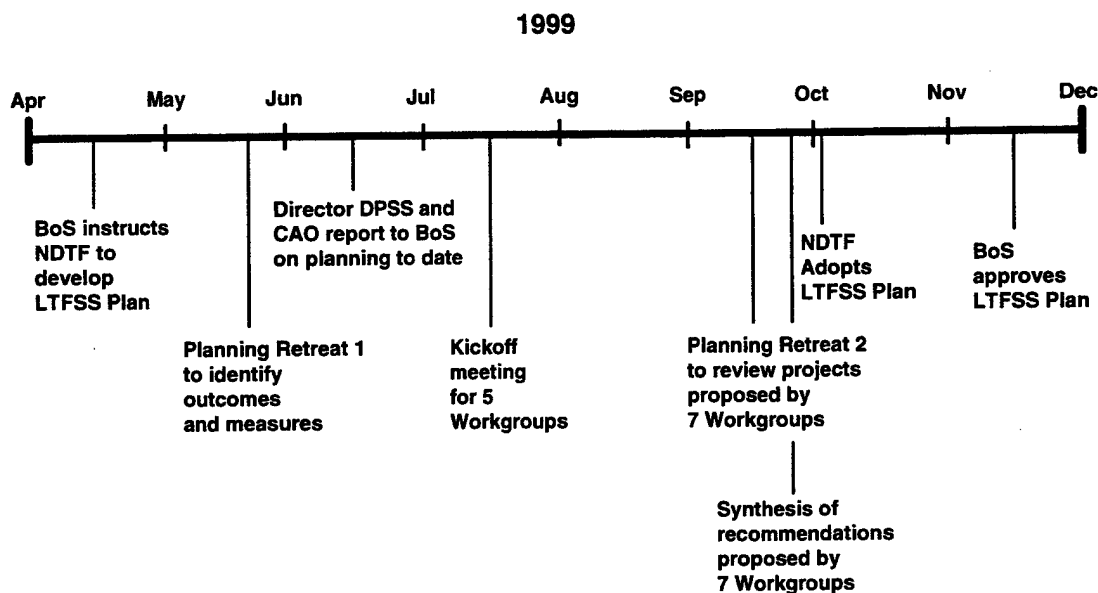 1999
Apr
May
Jun
Jul
Aug
Sep
Oct
Nov
Dec
BoS instructs
NDTF to
develop
LTFSS Plan
Planning Retreat 1
to identify
outcomes
and measures
Director DPSS and
CAO report to BoS
on planning to date
Kickoff
meeting
for 5
Workgroups
Planning Retreat 2
to review projects
proposed by
7 Workgroups
Synthesis of
recommendations
proposed by
7 Workgroups
NDTF
Adopts
LTFSS Plan
BoS
approves
LTFSS Plan